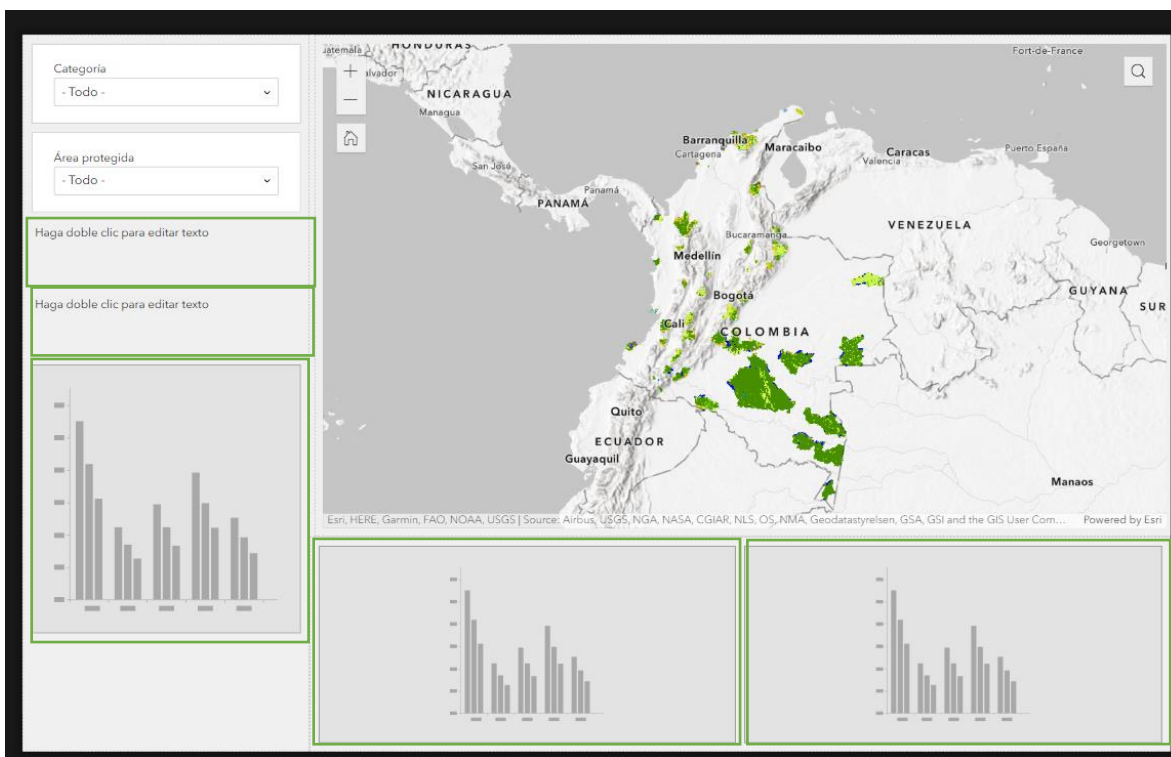 Categoría
- Todo -
Área protegida
- Todo -
Haga doble clic para editar texto
Haga doble clic para editar texto
HONDURAS
Fort-de-France
NICARAGUA
Managua
Barranquilla
Cartagena
Maracaibo
Caracas
Valencia
Puerto España
San José
Panamá
PANAMÁ
Bucaramanga
VENEZUELA
Georgetown
Medellín
GUYANA
Bogotá
SUR
Cali
COLOMBIA
Quito
ECUADOR
Guayaquil
Manaos
Esri, HERE, Garmin, FAO, NOAA, USGS | Source: Airbus, USGS, NGA, NASA, CGIAR, NLS, OS, NMA, Geodatastyrelsen, GSA, GSI and the GIS User Com... Powered by Esri